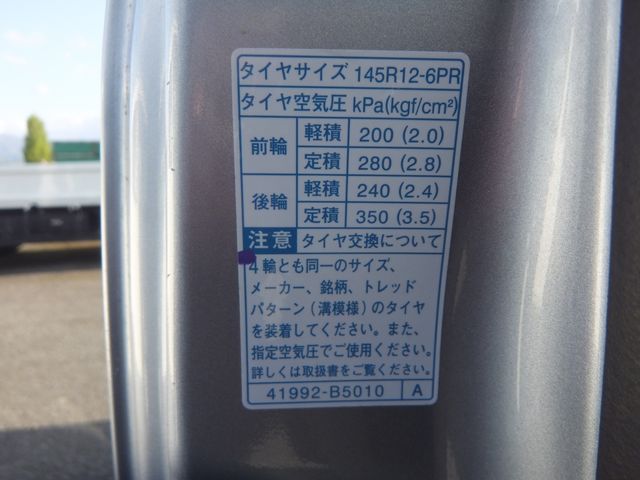 タイヤサイズ 145R12-6PR
タイヤ空気圧 kPa(kgf/cm²)
前輪 軽積 200 (2.0)
定積 280 (2.8)
後輪 軽積 240 (2.4)
定積 350 (3.5)
注意 タイヤ交換について
4輪とも同一のサイズ、
メーカー、銘柄、トレッド
パターン(溝模様)のタイヤ
を装着してください。また、
指定空気圧でご使用ください。
詳しくは取扱書をご覧ください。
41992-B5010 A